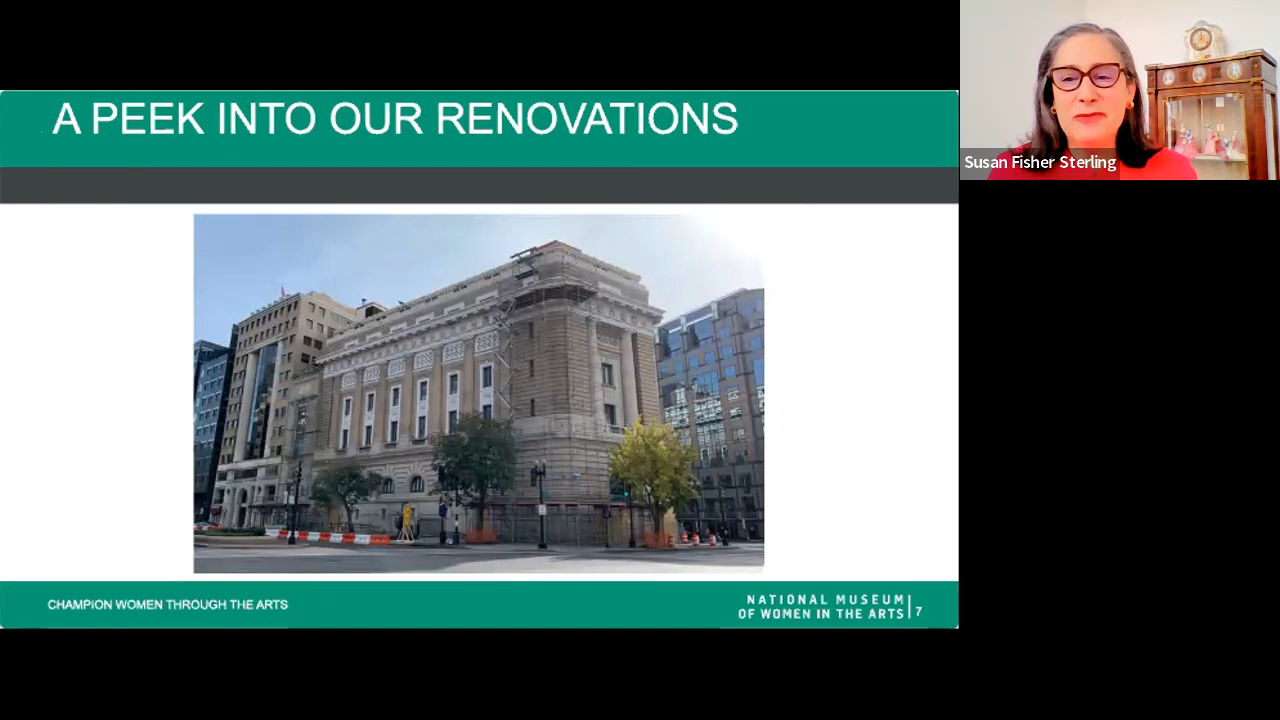 A PEEK INTO OUR RENOVATIONS
Susan Fisher Sterling
CHAMPION WOMEN THROUGH THE ARTS
NATIONAL MUSEUM
OF WOMEN IN THE ARTS
7